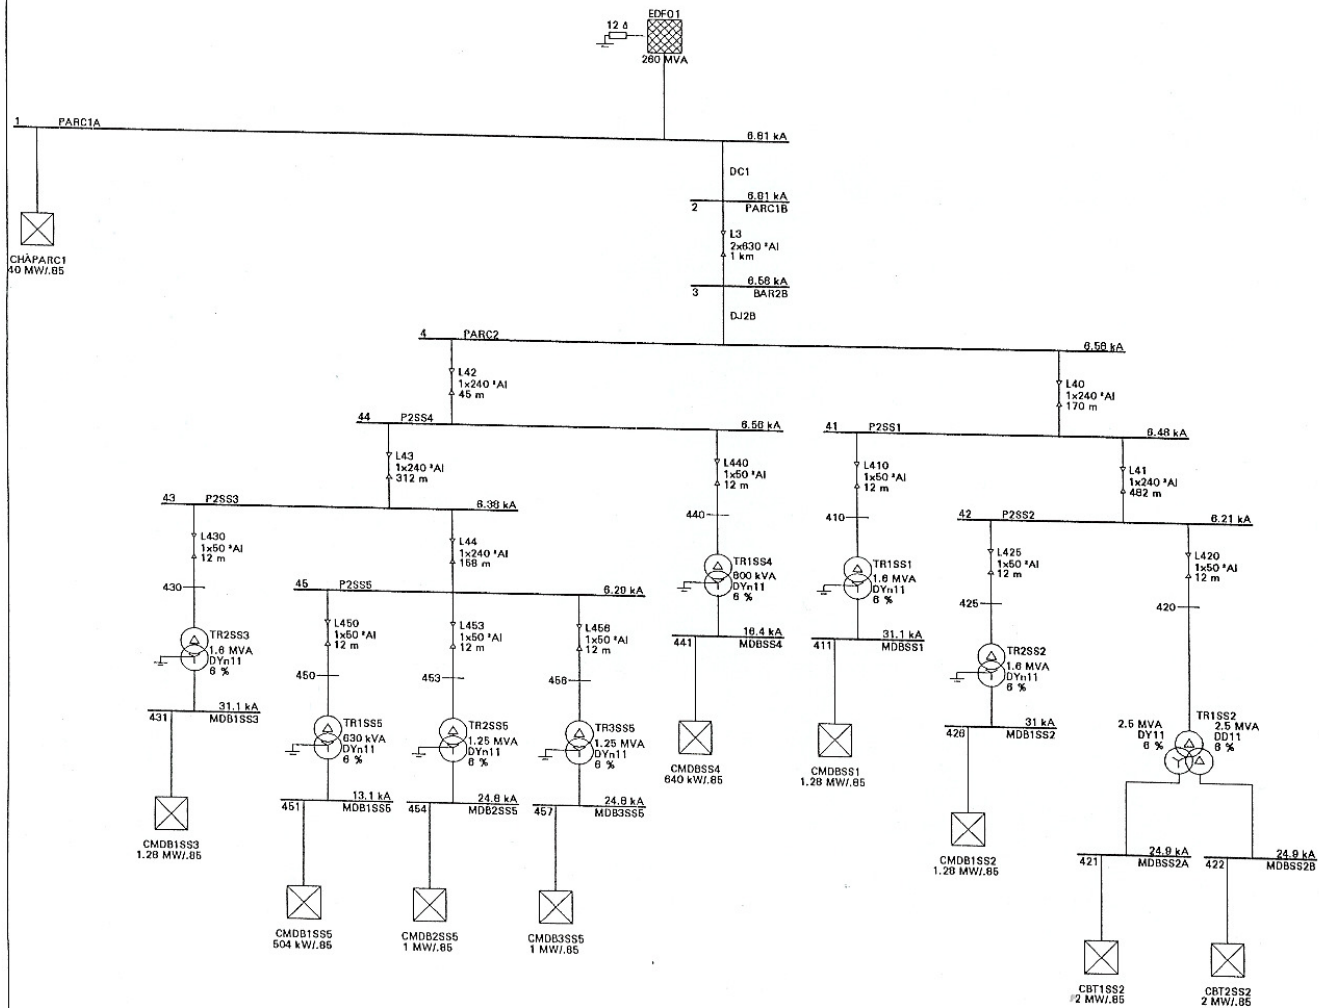 EDF01
12 δ
260 MVA
1 PARC1A 6.81 kA
DC1
6.81 kA
2 PARC1B
L3
2x630 ²Al
1 km
6.56 kA
3 BAR2B
DJ2B
CHAPARC1
40 MW/.85
4 PARC2 6.56 kA
L42
1x240 ²Al
45 m
L40
1x240 ²Al
170 m
44 P2SS4 6.56 kA
41 P2SS1 6.48 kA
L43
1x240 ²Al
312 m
L440
1x50 ²Al
12 m
L410
1x50 ²Al
12 m
L41
1x240 ²Al
482 m
43 P2SS3 6.38 kA
440
410
42 P2SS2 6.21 kA
L430
1x50 ²Al
12 m
L44
1x240 ²Al
158 m
TR1SS4
800 kVA
DYn11
6 %
TR1SS1
1.6 MVA
DYn11
6 %
L425
1x50 ²Al
12 m
L420
1x50 ²Al
12 m
430
45 P2SS5 6.29 kA
425
420
L450
1x50 ²Al
12 m
L453
1x50 ²Al
12 m
L456
1x50 ²Al
12 m
TR2SS3
1.6 MVA
DYn11
6 %
16.4 kA
441 MDBSS4
31.1 kA
411 MDBSS1
TR2SS2
1.6 MVA
DYn11
6 %
450
453
456
31.1 kA
431 MDB1SS3
TR1SS5
630 kVA
DYn11
6 %
TR2SS5
1.25 MVA
DYn11
6 %
TR3SS5
1.25 MVA
DYn11
6 %
31 kA
426 MDB1SS2
TR1SS2
2.5 MVA
DY11
6 %
2.5 MVA
DD11
6 %
CMDBSS4
640 kW/.85
CMDBSS1
1.28 MW/.85
13.1 kA
451 MDB1SS5
24.8 kA
454 MDB2SS5
24.8 kA
457 MDB3SS5
CMDB1SS3
1.28 MW/.85
CMDB1SS2
1.28 MW/.85
24.9 kA
421 MDBSS2A
24.9 kA
422 MDBSS2B
CMDB1SS5
504 kW/.85
CMDB2SS5
1 MW/.85
CMDB3SS5
1 MW/.85
CBT1SS2
2 MW/.85
CBT2SS2
2 MW/.85